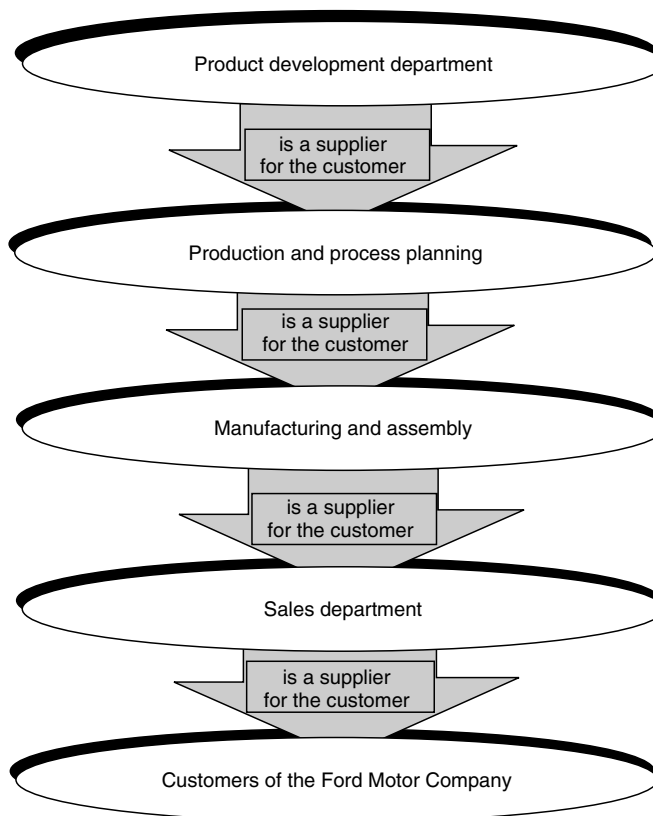 Product development department
is a supplier
for the customer
Production and process planning
is a supplier
for the customer
Manufacturing and assembly
is a supplier
for the customer
Sales department
is a supplier
for the customer
Customers of the Ford Motor Company